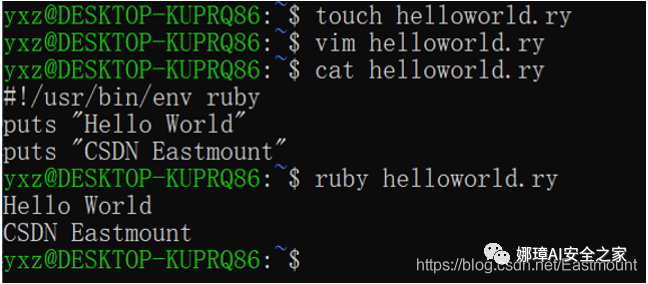 yxz@DESKTOP-KUPRQ86:~$ touch helloworld.ry
yxz@DESKTOP-KUPRQ86:~$ vim helloworld.ry
yxz@DESKTOP-KUPRQ86:~$ cat helloworld.ry
#!/usr/bin/env ruby
puts "Hello World"
puts "CSDN Eastmount"
yxz@DESKTOP-KUPRQ86:~$ ruby helloworld.ry
Hello World
CSDN Eastmount
yxz@DESKTOP-KUPRQ86:~$
娜璋AI安全之家
https://blog.csdn.net/Eastmount